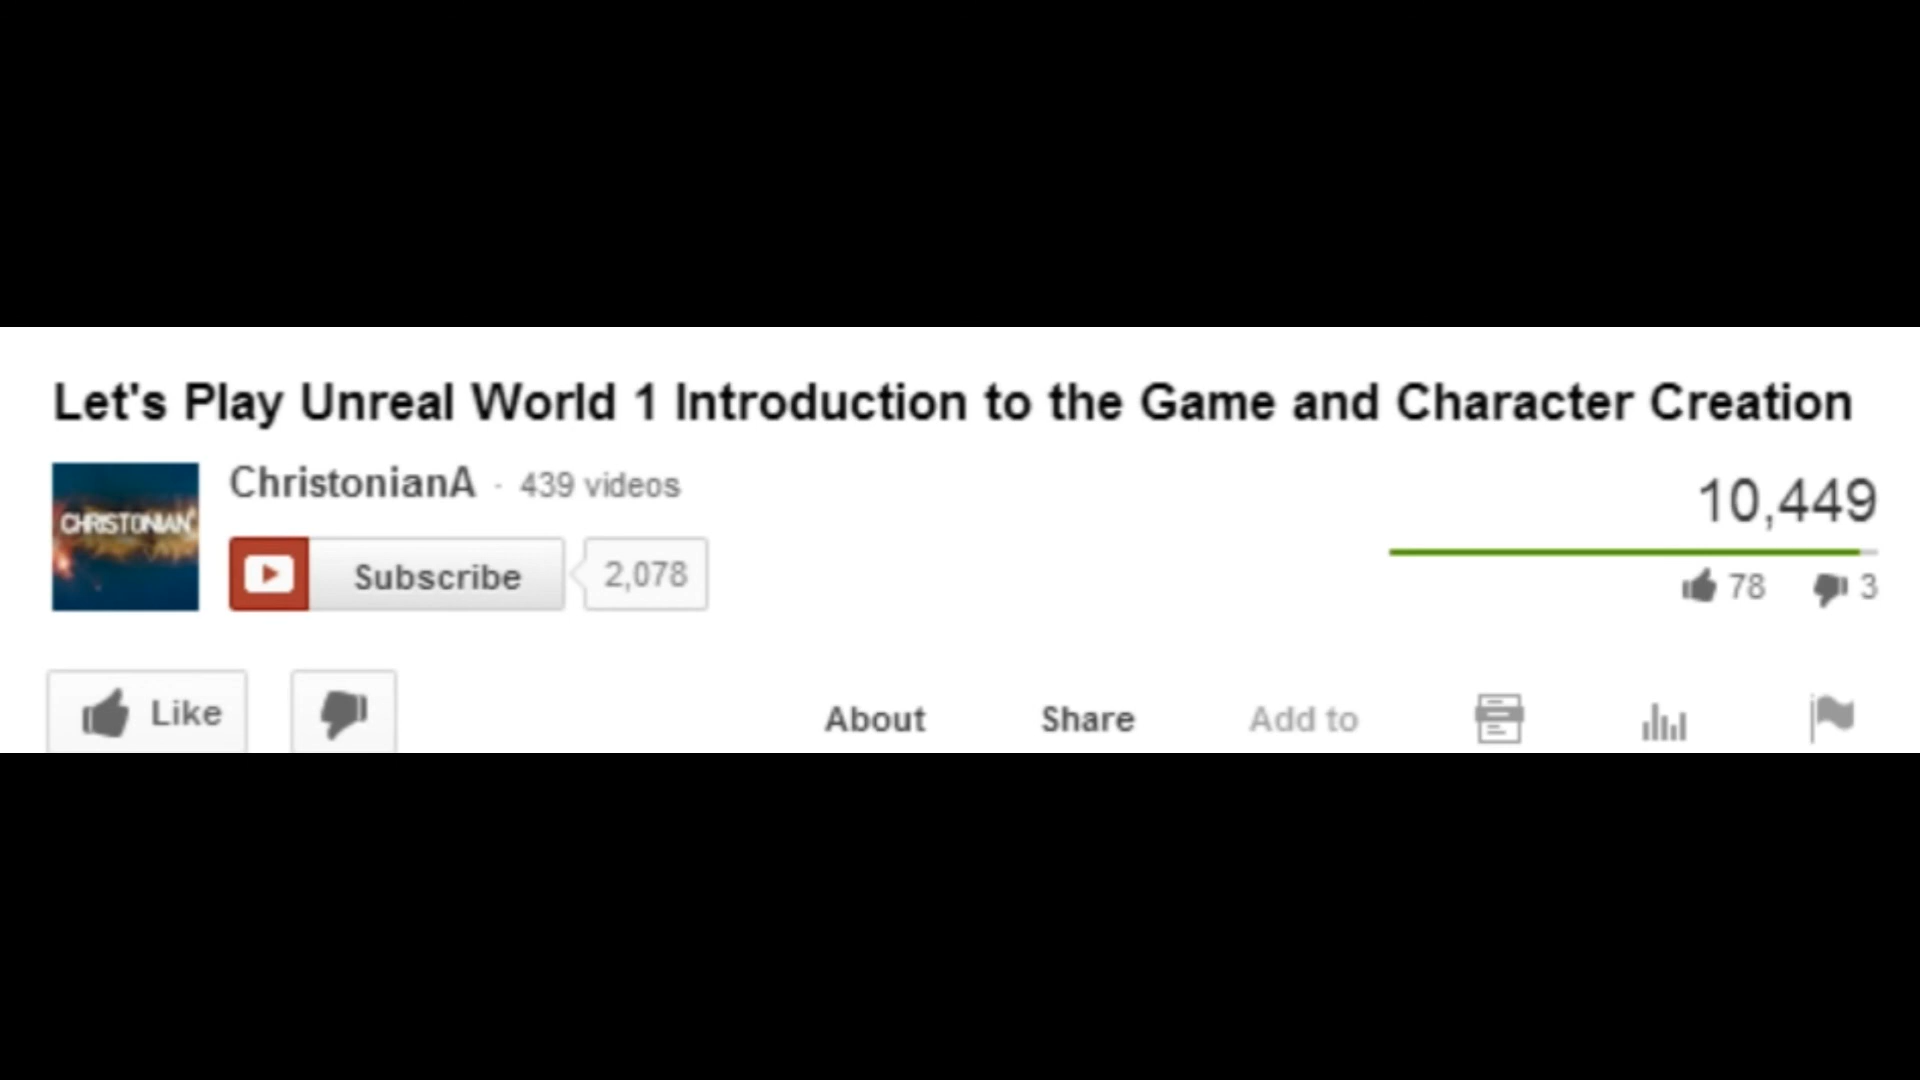 Let's Play Unreal World 1 Introduction to the Game and Character Creation
ChristonianA · 439 videos
10,449
CHRISTONIAN
Subscribe 2,078
78 3
Like
About Share Add to